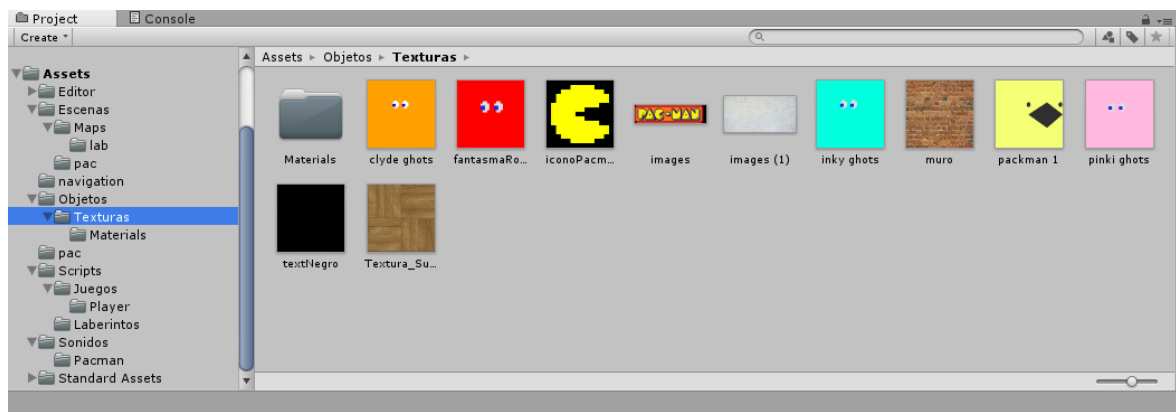 Project
Console
Create
Assets
Editor
Escenas
Maps
lab
pac
navigation
Objetos
Texturas
Materials
pac
Scripts
Juegos
Player
Laberintos
Sonidos
Pacman
Standard Assets
Assets Objetos Texturas
PAC-MAN
Materials clyde ghots fantasmaRo... iconoPacm... images images (1) inky ghots muro packman 1 pinki ghots
textNegro Textura_Su...